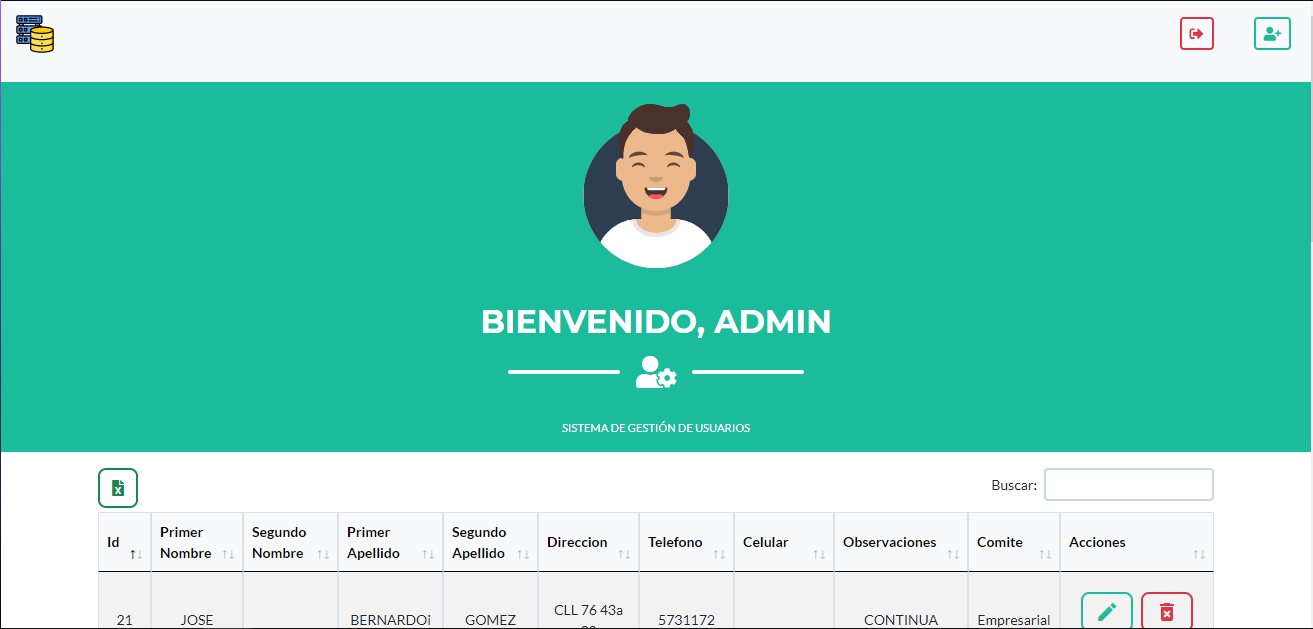 BIENVENIDO, ADMIN
SISTEMA DE GESTIÓN DE USUARIOS
Buscar:
Id Primer Nombre Segundo Nombre Primer Apellido Segundo Apellido Direccion Telefono Celular Observaciones Comite Acciones
21 JOSE BERNARDOi GOMEZ CLL 76 43a 5731172 CONTINUA Empresarial